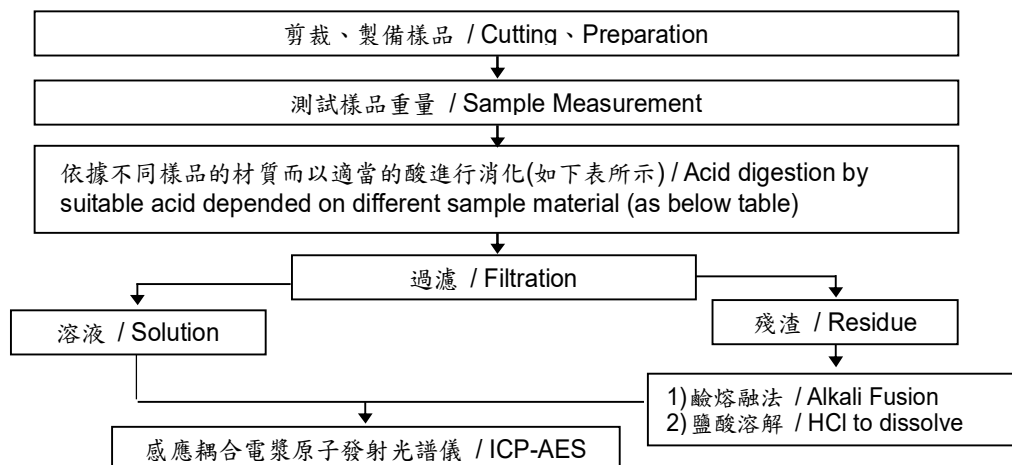 剪裁、製備樣品 / Cutting、Preparation
測試樣品重量 / Sample Measurement
依據不同樣品的材質而以適當的酸進行消化(如下表所示) / Acid digestion by
suitable acid depended on different sample material (as below table)
過濾 / Filtration
溶液 / Solution
殘渣 / Residue
1)鹼熔融法 / Alkali Fusion
2)鹽酸溶解 / HCl to dissolve
感應耦合電漿原子發射光譜儀 / ICP-AES